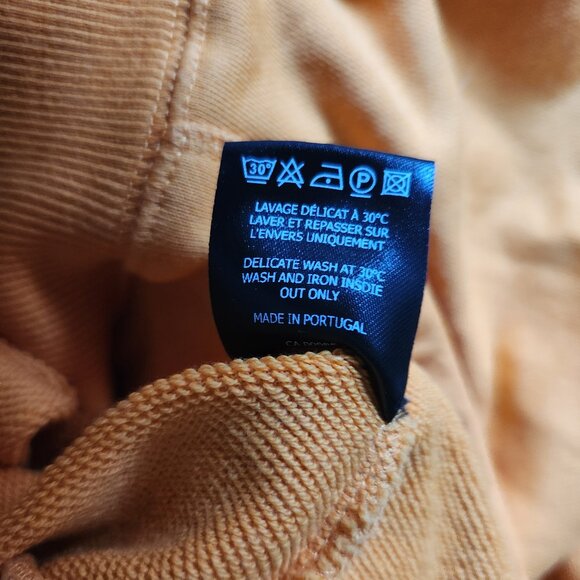 30°
P
LAVAGE DÉLICAT À 30°C
LAVER ET REPASSER SUR
L'ENVERS UNIQUEMENT
DELICATE WASH AT 30°C
WASH AND IRON INSDIE
OUT ONLY
MADE IN PORTUGAL